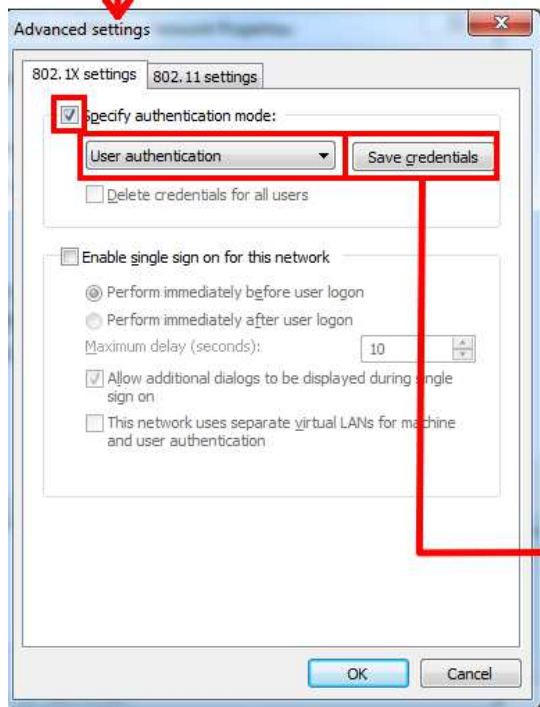 Advanced settings
802.1X settings
802.11 settings
Specify authentication mode:
User authentication
Save credentials
Delete credentials for all users
Enable single sign on for this network
Perform immediately before user logon
Perform immediately after user logon
Maximum delay (seconds):
10
Allow additional dialogs to be displayed during single
sign on
This network uses separate virtual LANs for machine
and user authentication
OK
Cancel